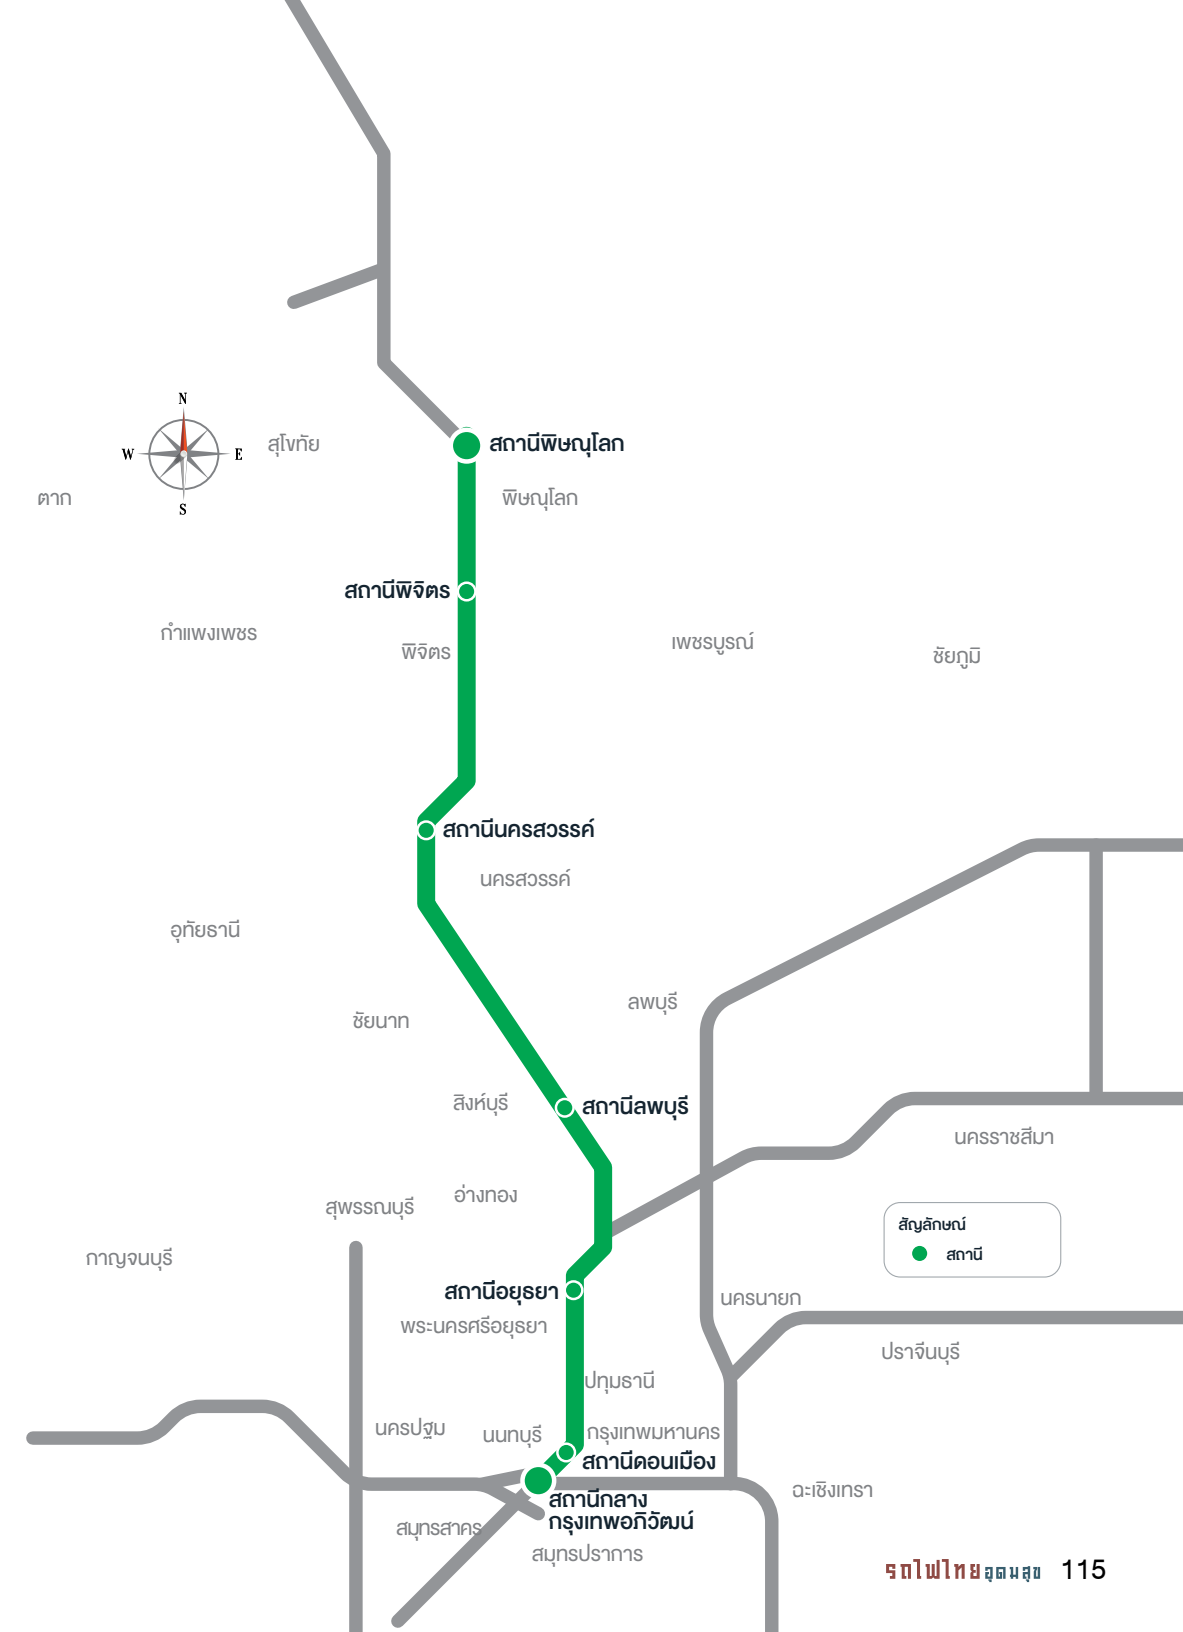 N
W
E
S
สุโขทัย
สถานีพิษณุโลก
ตาก
พิษณุโลก
สถานีพิจิตร
กำแพงเพชร
พิจิตร
เพชรบูรณ์
ชัยภูมิ
สถานีนครสวรรค์
นครสวรรค์
อุทัยธานี
ลพบุรี
ชัยนาท
สิงห์บุรี
สถานีลพบุรี
นครราชสีมา
อ่างทอง
สุพรรณบุรี
สัญลักษณ์
สถานี
กาญจนบุรี
สถานีอยุธยา
นครนายก
พระนครศรีอยุธยา
ปราจีนบุรี
ปทุมธานี
นครปฐม
นนทบุรี
กรุงเทพมหานคร
สถานีดอนเมือง
ฉะเชิงเทรา
สถานีกลาง
กรุงเทพอภิวัฒน์
สมุทรสาคร
สมุทรปราการ
รถไฟไทยอุดมสุข 115